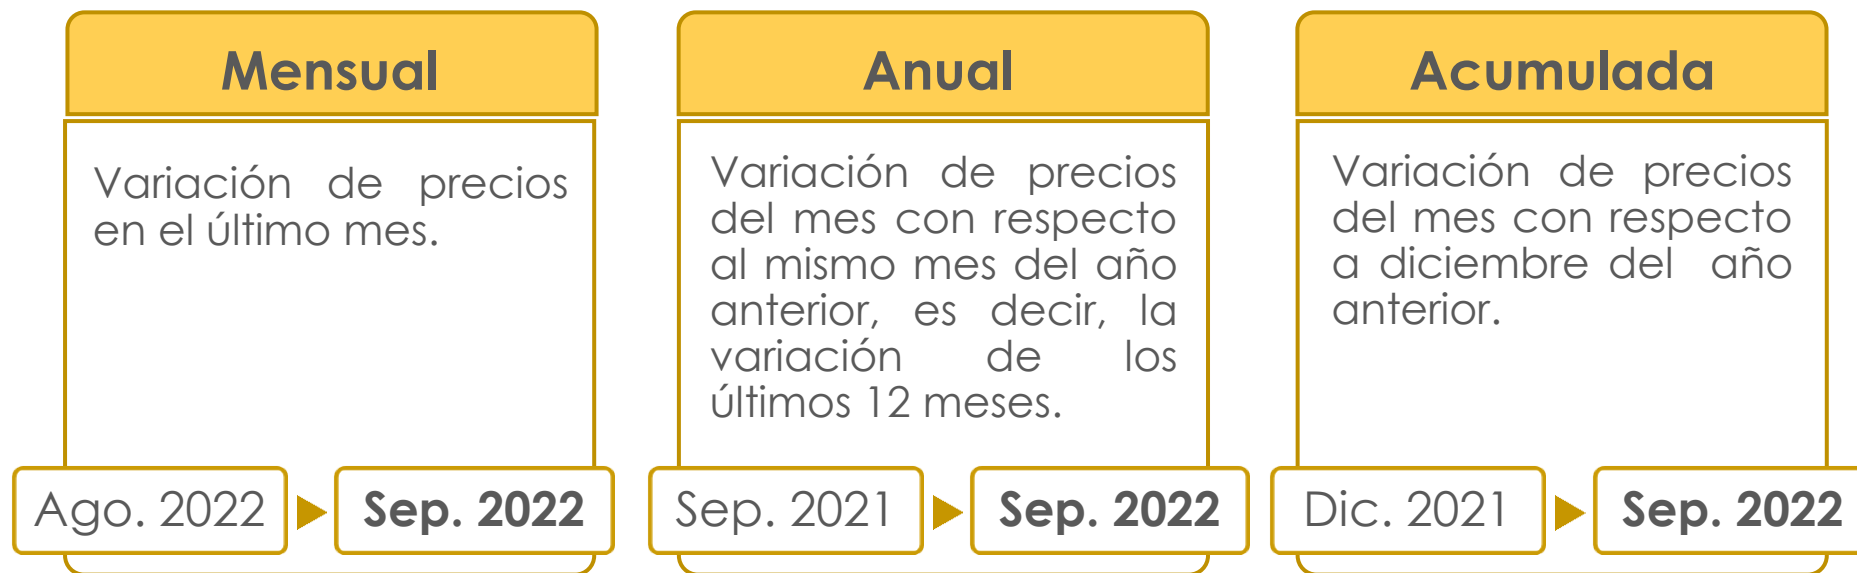 Mensual
Variación de precios
en el último mes.
Ago. 2022
Sep. 2022
Anual
Variación de precios
del mes con respecto
al mismo mes del año
anterior, es decir, la
variación de los
últimos 12 meses.
Sep. 2021
Sep. 2022
Acumulada
Variación de precios
del mes con respecto
a diciembre del año
anterior.
Dic. 2021
Sep. 2022